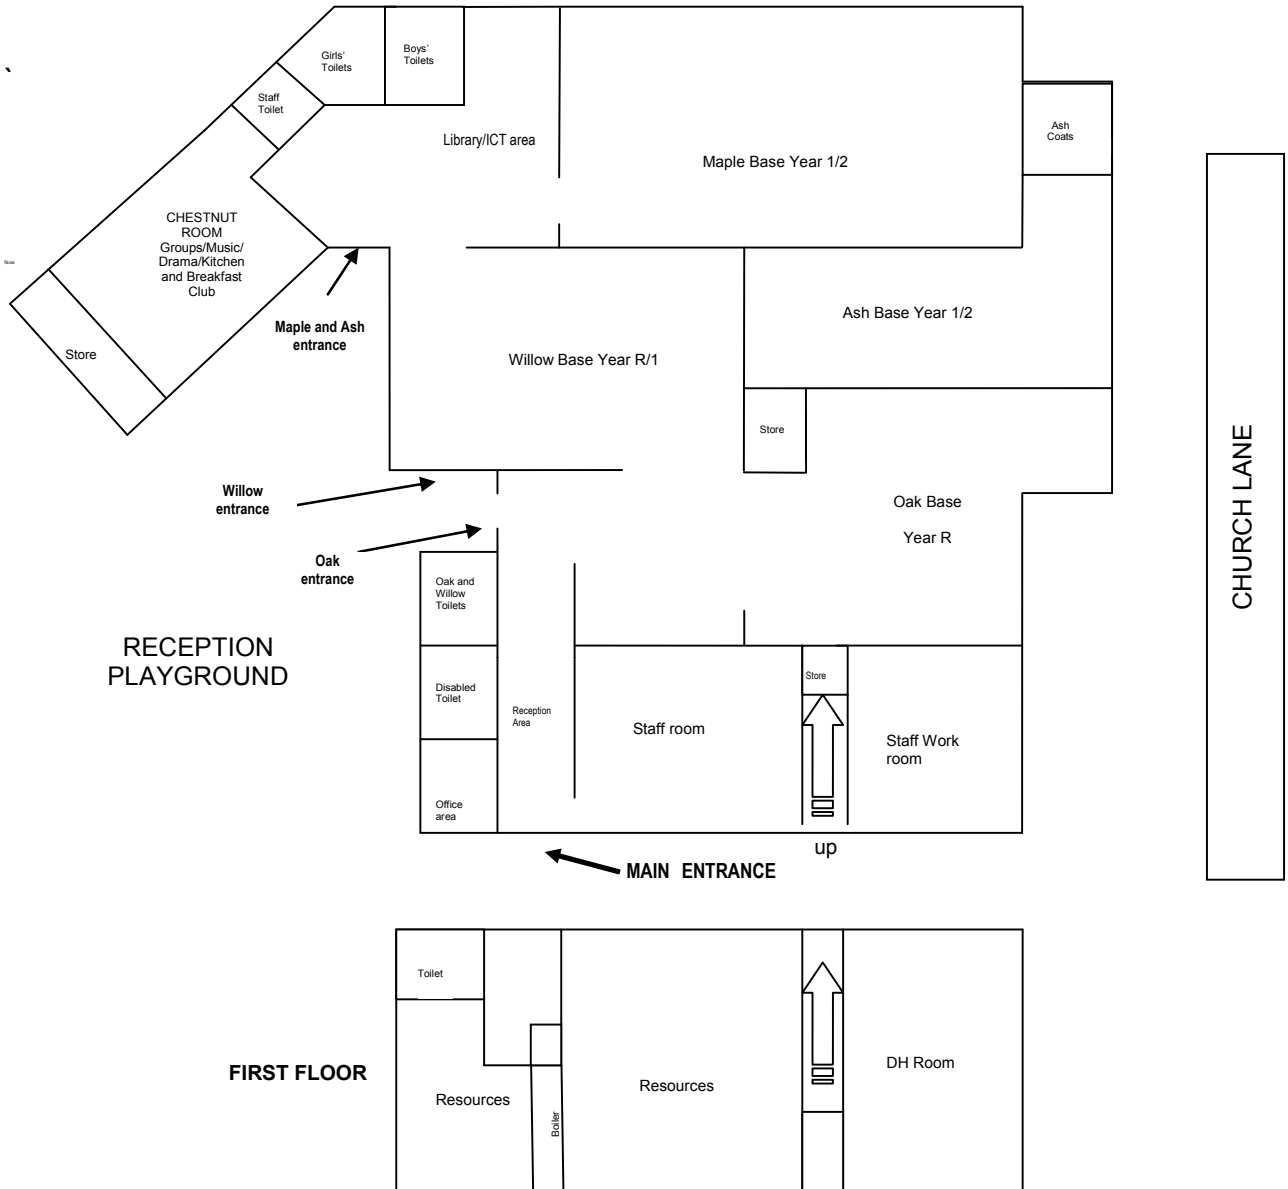 Girls'
Toilets
Boys'
Toilets
`
Staff
Toilet
Library/ICT area
Ash
Coats
Maple Base Year 1/2
CHESTNUT
ROOM
Groups/Music/
Drama/Kitchen
and Breakfast
Club
Store
Maple and Ash
entrance
Ash Base Year 1/2
Store
Willow Base Year R/1
Store
CHURCH LANE
Willow
entrance
Oak Base
Year R
Oak
entrance
Oak and
Willow
Toilets
RECEPTION
PLAYGROUND
Disabled
Toilet
Reception
Area
Staff room
Store
Staff Work
room
Office
area
up
MAIN ENTRANCE
Toilet
FIRST FLOOR
Resources
Boiler
Resources
DH Room